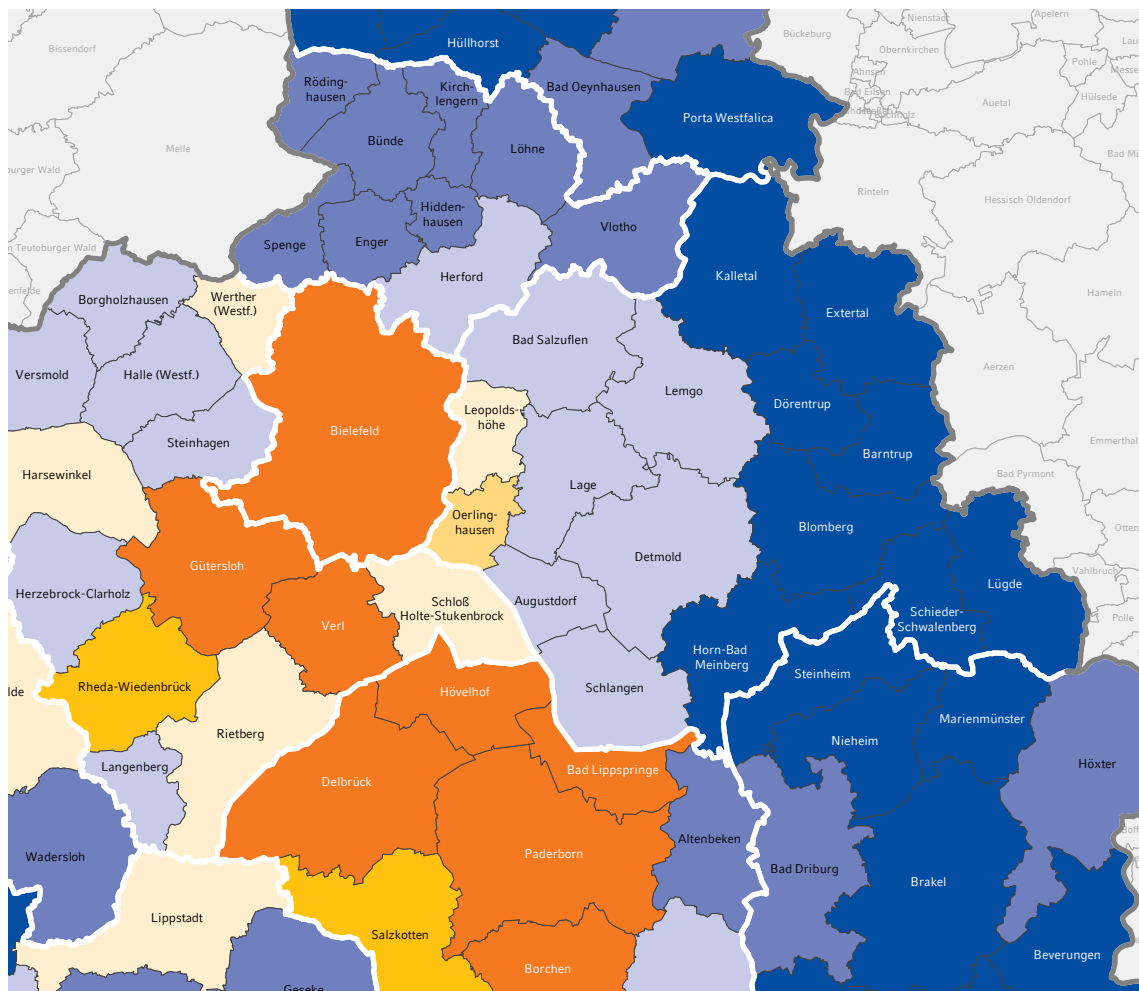 Nienstädt
Apelern
Bückeburg
Hüllhorst
Bissendorf
Obernkirchen
Pohle
Ahnsen
Röding-
hausen
Kirch-
lengern
Bad Oeynhausen
Bad Eilsen
Hülsede
Auetal
Porta Westfalica
Buchholz
Bünde
Löhne
Melle
Rinteln
Hessisch Oldendorf
Hidden-
hausen
Vlotho
Spenge
Enger
Herford
Kalletal
Borgholzhausen
Werther
(Westf.)
Hameln
Extertal
Bad Salzuflen
Versmold
Halle (Westf.)
Aerzen
Lemgo
Dörentrup
Leopolds-
höhe
Bielefeld
Steinhagen
Emmerthal
Barntrup
Harsewinkel
Bad Pyrmont
Lage
Oerling-
hausen
Blomberg
Detmold
Gütersloh
Vahlbruch
Lügde
Herzebrock-Clarholz
Schloß
Holte-Stukenbrock
Augustdorf
Schieder-
Schwalenberg
Polle
Verl
Horn-Bad
Meinberg
Steinheim
Rheda-Wiedenbrück
Hövelhof
Schlangen
Marienmünster
Rietberg
Nieheim
Langenberg
Delbrück
Bad Lippspringe
Höxter
Altenbeken
Wadersloh
Paderborn
Bad Driburg
Brakel
Lippstadt
Salzkotten
Borchen
Beverungen
Geseke